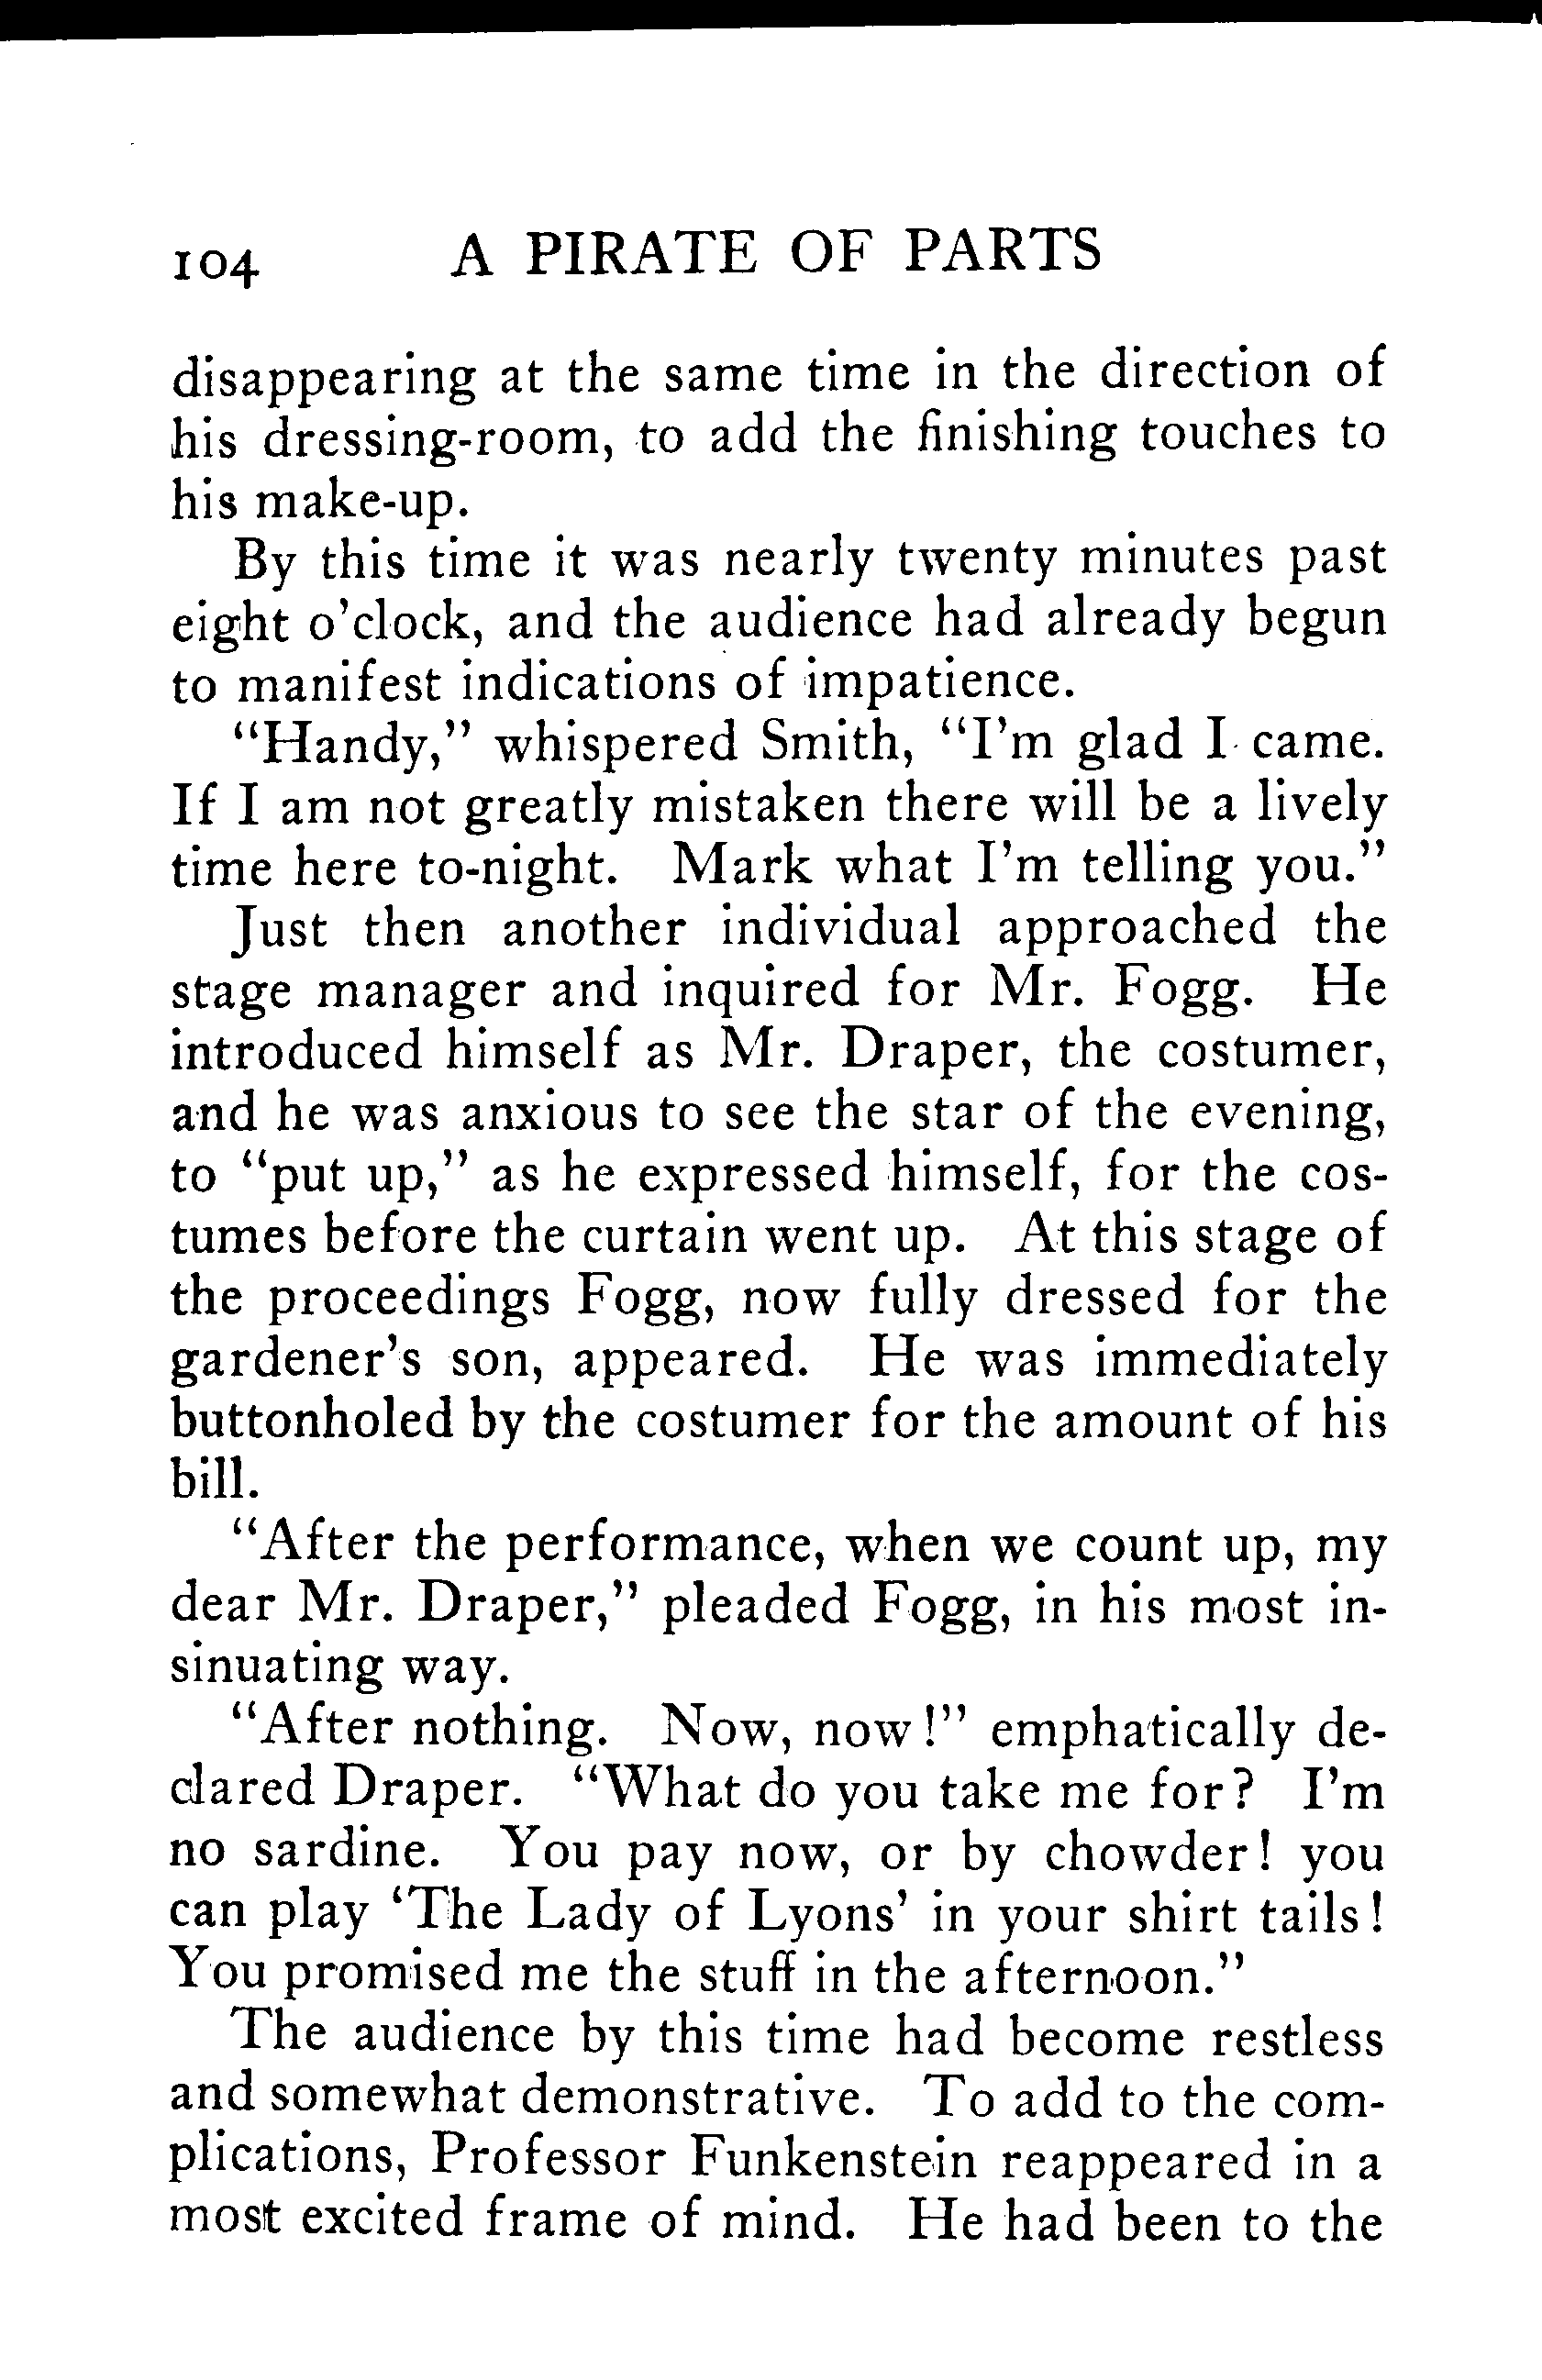 104 A PIRATE OF PARTS
disappearing at the same time in the direction of
his dressing-room, to add the finishing touches to
his make-up.
By this time it was nearly twenty minutes past
eight o'clock, and the audience had already begun
to manifest indications of impatience.
"Handy," whispered Smith, "I'm glad I came.
If I am not greatly mistaken there will be a lively
time here to-night. Mark what I'm telling you."
Just then another individual approached the
stage manager and inquired for Mr. Fogg. He
introduced himself as Mr. Draper, the costumer,
and he was anxious to see the star of the evening,
to "put up," as he expressed himself, for the cos-
tumes before the curtain went up. At this stage of
the proceedings Fogg, now fully dressed for the
gardener's son, appeared. He was immediately
buttonholed by the costumer for the amount of his
bill.
"After the performance, when we count up, my
dear Mr. Draper," pleaded Fogg, in his most in-
sinuating way.
"After nothing. Now, now!" emphatically de-
clared Draper. "What do you take me for? I'm
no sardine. You pay now, or by chowder! you
can play 'The Lady of Lyons' in your shirt tails!
You promised me the stuff in the afternoon."
The audience by this time had become restless
and somewhat demonstrative. To add to the com-
plications, Professor Funkenstein reappeared in a
most excited frame of mind. He had been to the